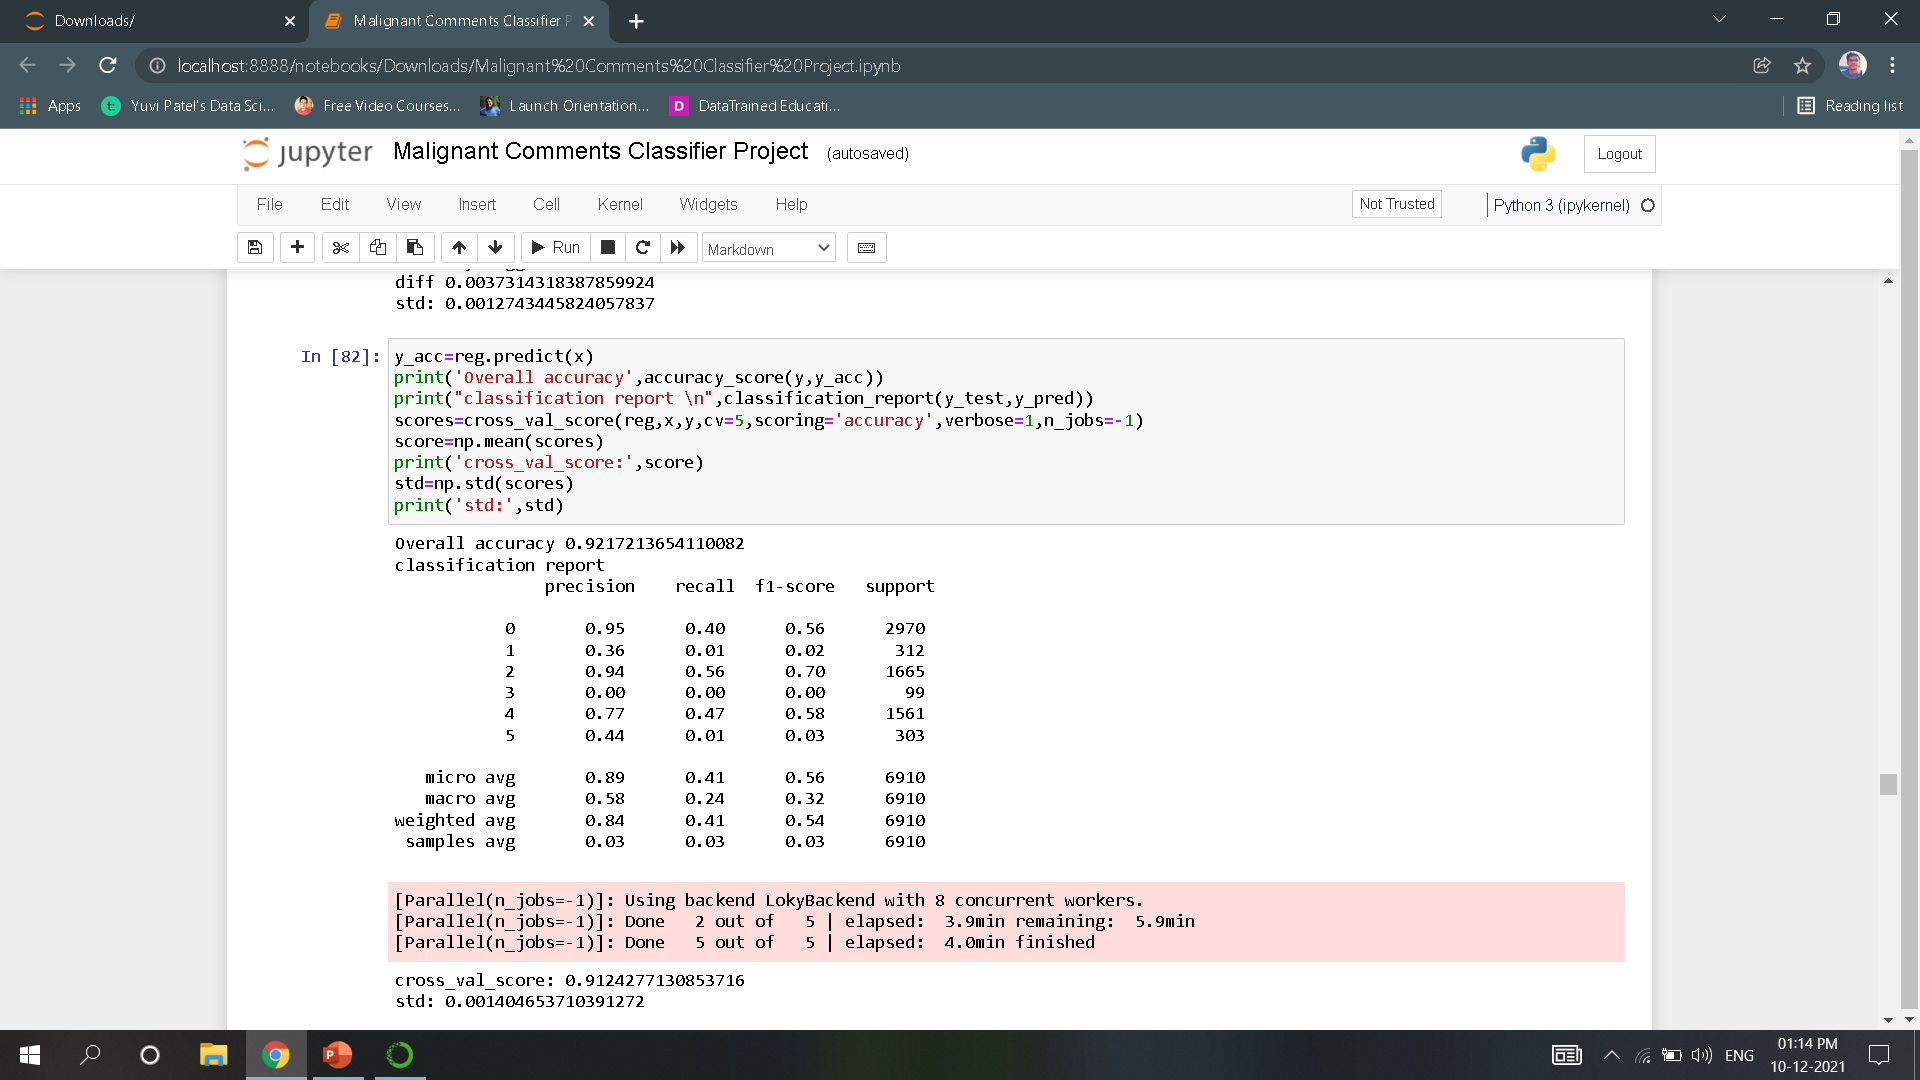 Downloads/
Malignant Comments Classifier P
localhost:8888/notebooks/Downloads/Malignant%20Comments%20Classifier%20Project.ipynb
Apps
Yuvi Patel's Data Sci...
Free Video Courses...
Launch Orientation...
D
DataTrained Educati...
Reading list
jupyter
Malignant Comments Classifier Project
(autosaved)
Logout
File Edit View Insert Cell Kernel Widgets Help
Not Trusted
Python 3 (ipykernel)
Run
Markdown
diff 0.0037314318387859924
std: 0.0012743445824057837
In [82]:
y_acc=reg.predict(x)
print('Overall accuracy',accuracy_score(y,y_acc))
print("classification report \n",classification_report(y_test,y_pred))
scores=cross_val_score(reg,x,y,cv=5,scoring='accuracy',verbose=1,n_jobs=-1)
score=np.mean(scores)
print('cross_val_score:',score)
std=np.std(scores)
print('std:',std)
Overall accuracy 0.9217213654110082
classification report
precision recall f1-score support
0 0.95 0.40 0.56 2970
1 0.36 0.01 0.02 312
2 0.94 0.56 0.70 1665
3 0.00 0.00 0.00 99
4 0.77 0.47 0.58 1561
5 0.44 0.01 0.03 303
micro avg 0.89 0.41 0.56 6910
macro avg 0.58 0.24 0.32 6910
weighted avg 0.84 0.41 0.54 6910
samples avg 0.03 0.03 0.03 6910
[Parallel(n_jobs=-1)]: Using backend LokyBackend with 8 concurrent workers.
[Parallel(n_jobs=-1)]: Done 2 out of 5 | elapsed: 3.9min remaining: 5.9min
[Parallel(n_jobs=-1)]: Done 5 out of 5 | elapsed: 4.0min finished
cross_val_score: 0.9124277130853716
std: 0.001404653710391272
ENG
01:14 PM
10-12-2021